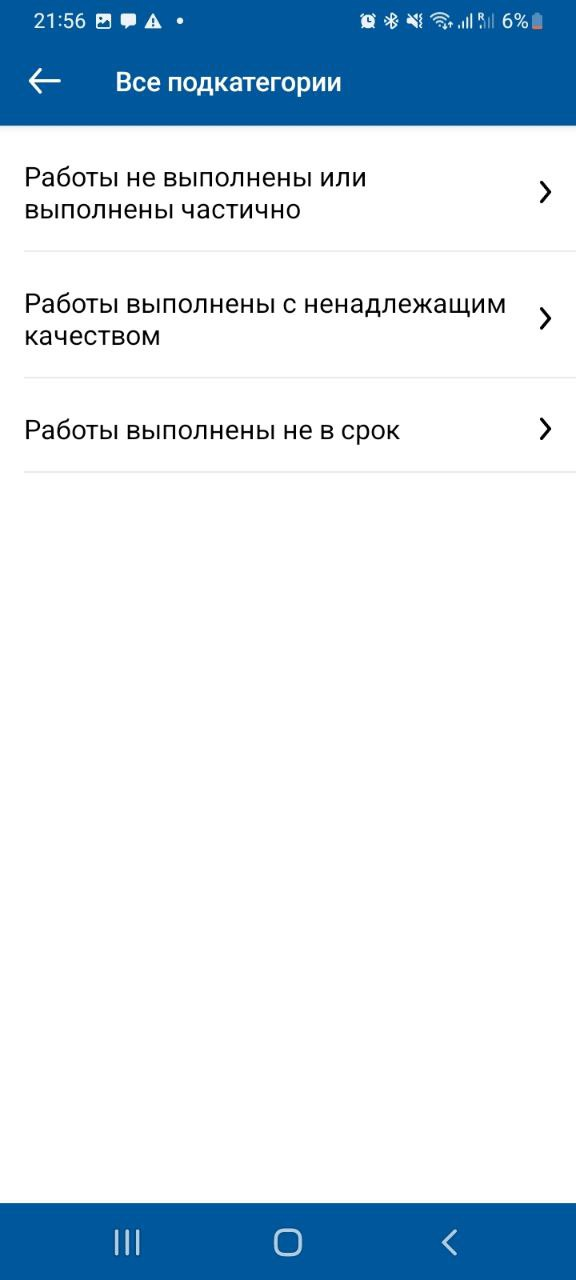 21:56
6%
Все подкатегории
Работы не выполнены или
выполнены частично
Работы выполнены с ненадлежащим
качеством
Работы выполнены не в срок